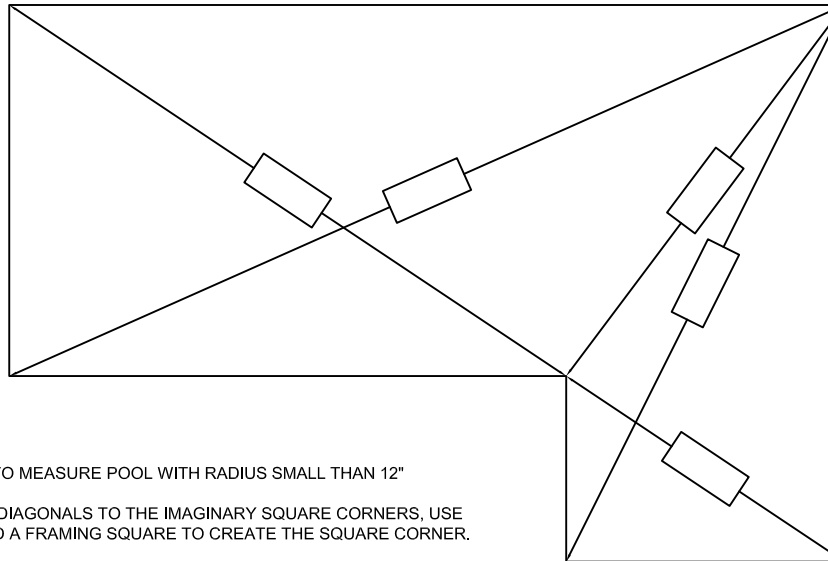 TO MEASURE POOL WITH RADIUS SMALL THAN 12"
DIAGONALS TO THE IMAGINARY SQUARE CORNERS, USE
A FRAMING SQUARE TO CREATE THE SQUARE CORNER.